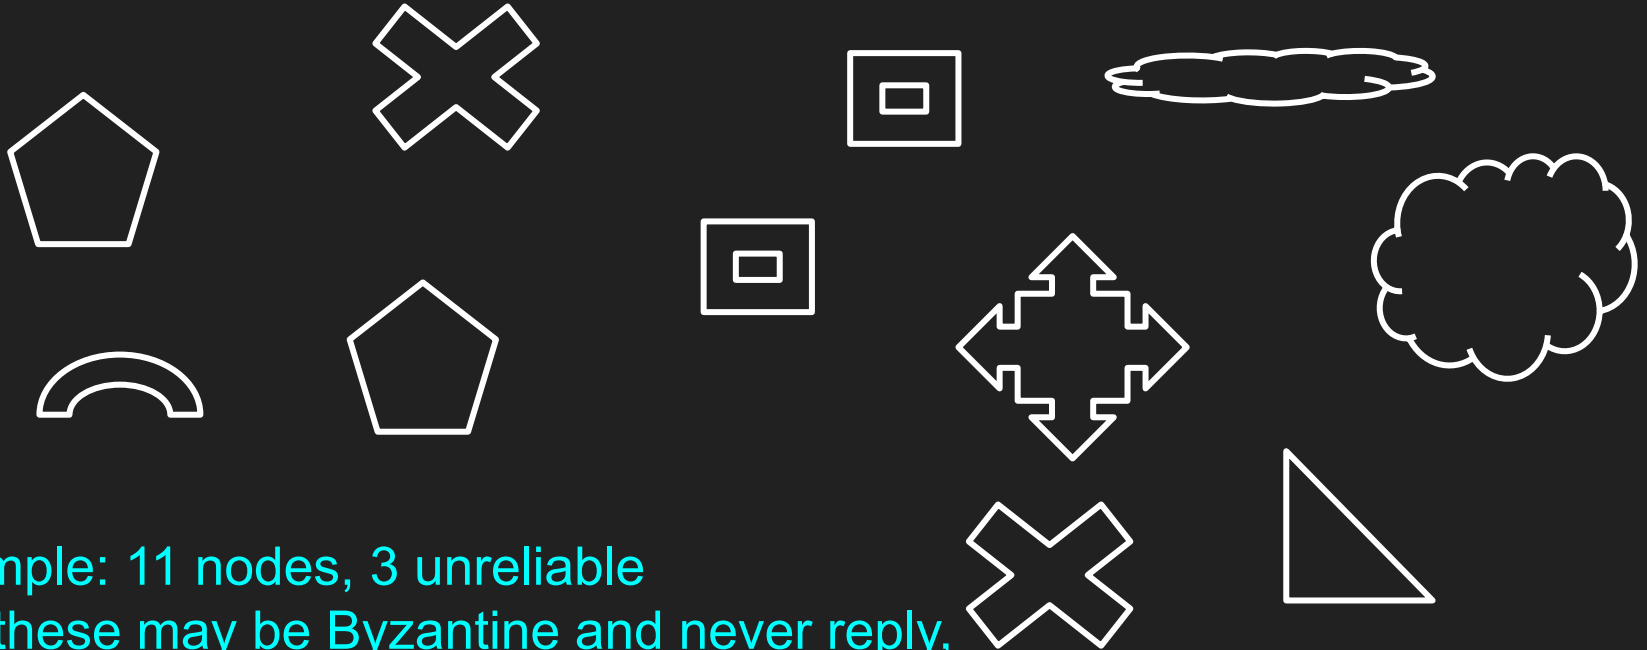 mple: 11 nodes, 3 unreliable
these may be Byzantine and never reply,